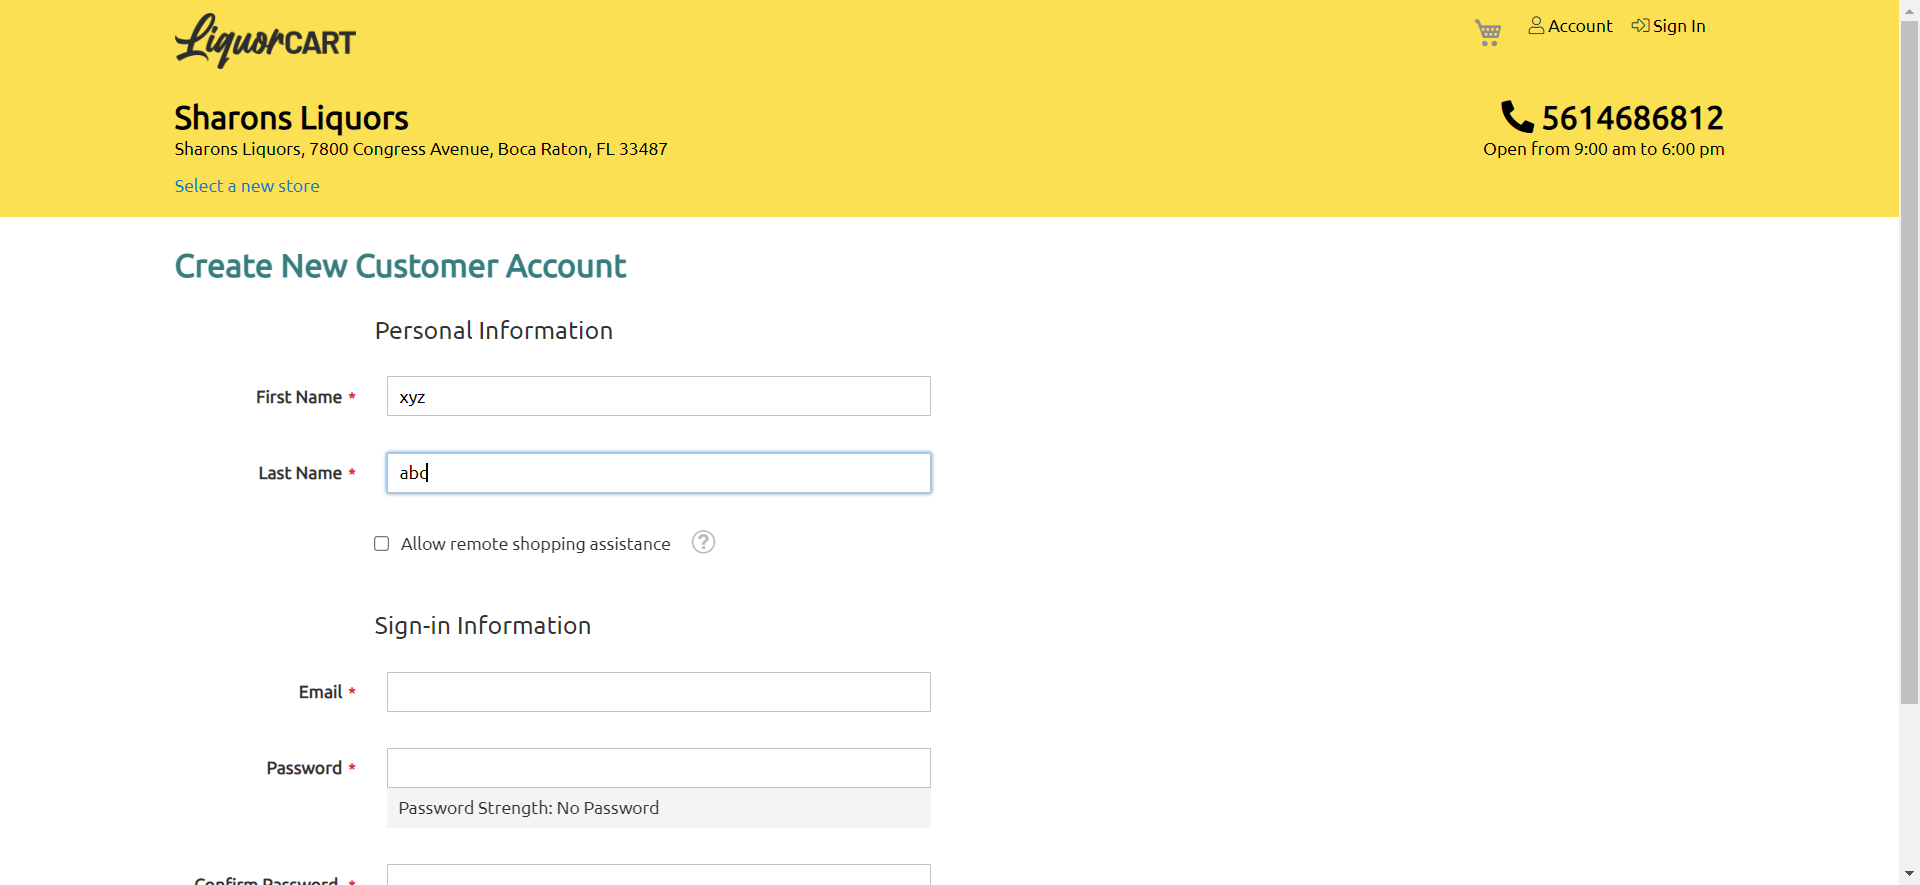 LiquorCART
Account
Sign In
Sharons Liquors
5614686812
Sharons Liquors, 7800 Congress Avenue, Boca Raton, FL 33487
Open from 9:00 am to 6:00 pm
Select a new store
Create New Customer Account
Personal Information
First Name *
xyz
Last Name *
abc
Allow remote shopping assistance
?
Sign-in Information
Email *
Password *
Password Strength: No Password
Confirm Password *